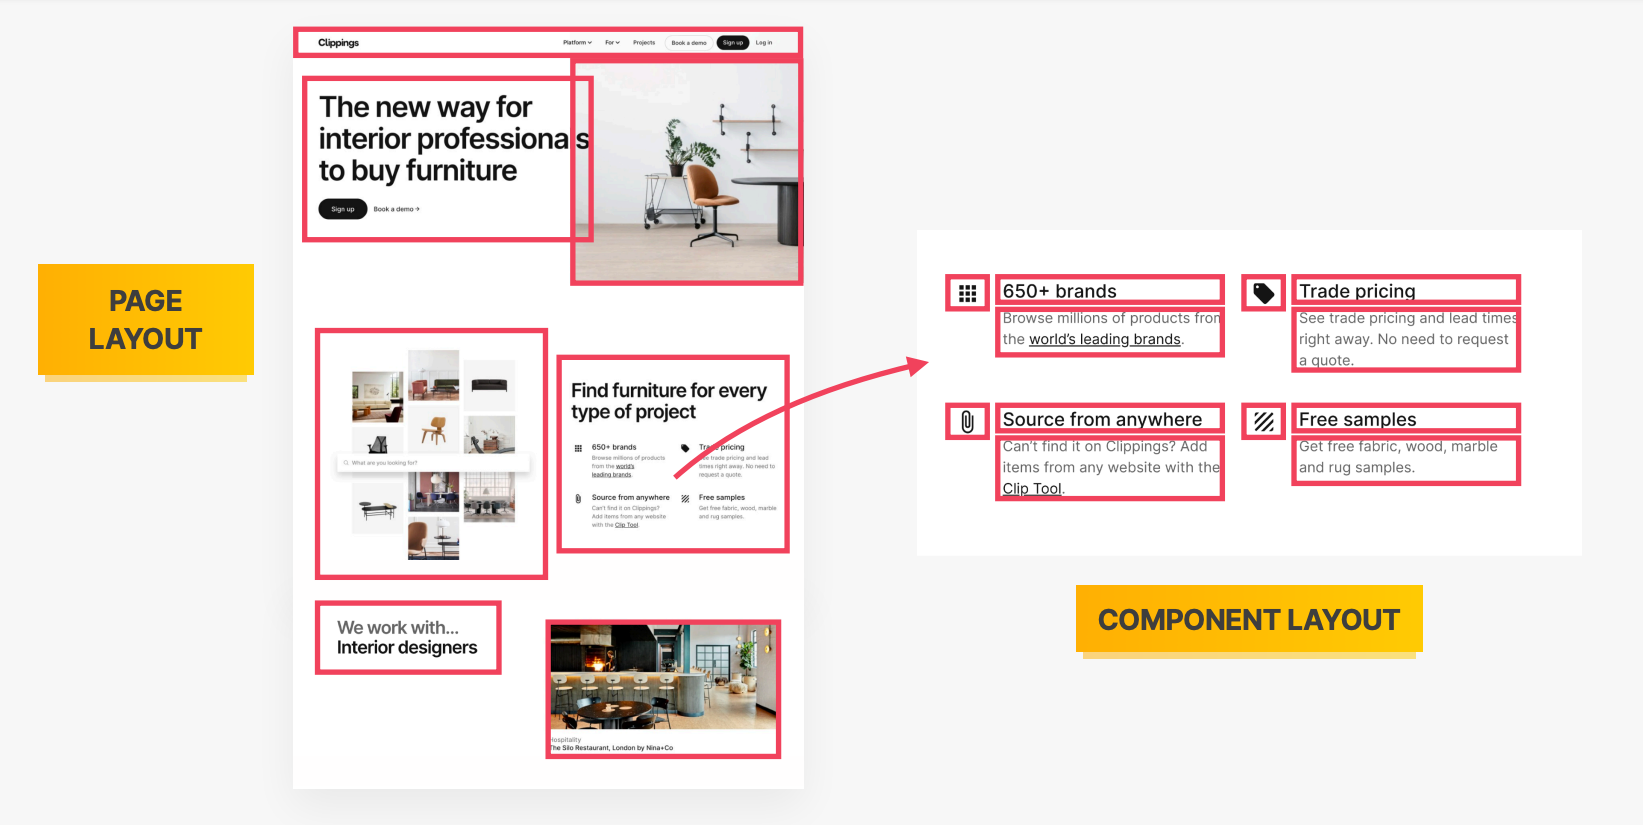 PAGE
LAYOUT
Clippings
Platform For Projects Book a demo Sign up Log in
The new way for
interior professionals
to buy furniture
Sign up Book a demo →
What are you looking for?
Find furniture for every
type of project
650+ brands
Browse millions of products
from the world's
leading brands.
Trade pricing
See trade pricing and lead
times right away. No need to
request a quote.
Source from anywhere
Can't find it on Clippings?
Add items from any website
with the Clip Tool.
Free samples
Get free fabric, wood, marble
and rug samples.
We work with...
Interior designers
Hospitality
The Silo Restaurant, London by Nina+Co
650+ brands
Browse millions of products from
the world's leading brands.
Trade pricing
See trade pricing and lead times
right away. No need to request
a quote.
Source from anywhere
Can't find it on Clippings? Add
items from any website with the
Clip Tool.
Free samples
Get free fabric, wood, marble
and rug samples.
COMPONENT LAYOUT